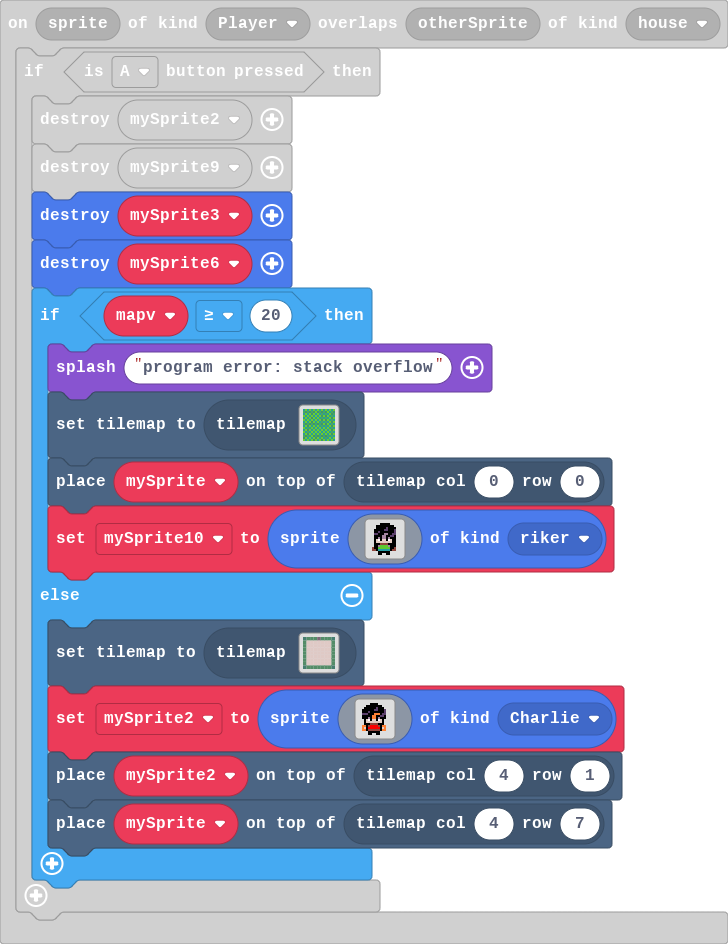 on sprite of kind Player overlaps otherSprite of kind house
if is A button pressed then
destroy mySprite2
destroy mySprite9
destroy mySprite3
destroy mySprite6
if mapv ≥ 20 then
splash "program error: stack overflow"
set tilemap to tilemap
place mySprite on top of tilemap col 0 row 0
set mySprite10 to sprite of kind riker
else
set tilemap to tilemap
set mySprite2 to sprite of kind Charlie
place mySprite2 on top of tilemap col 4 row 1
place mySprite on top of tilemap col 4 row 7